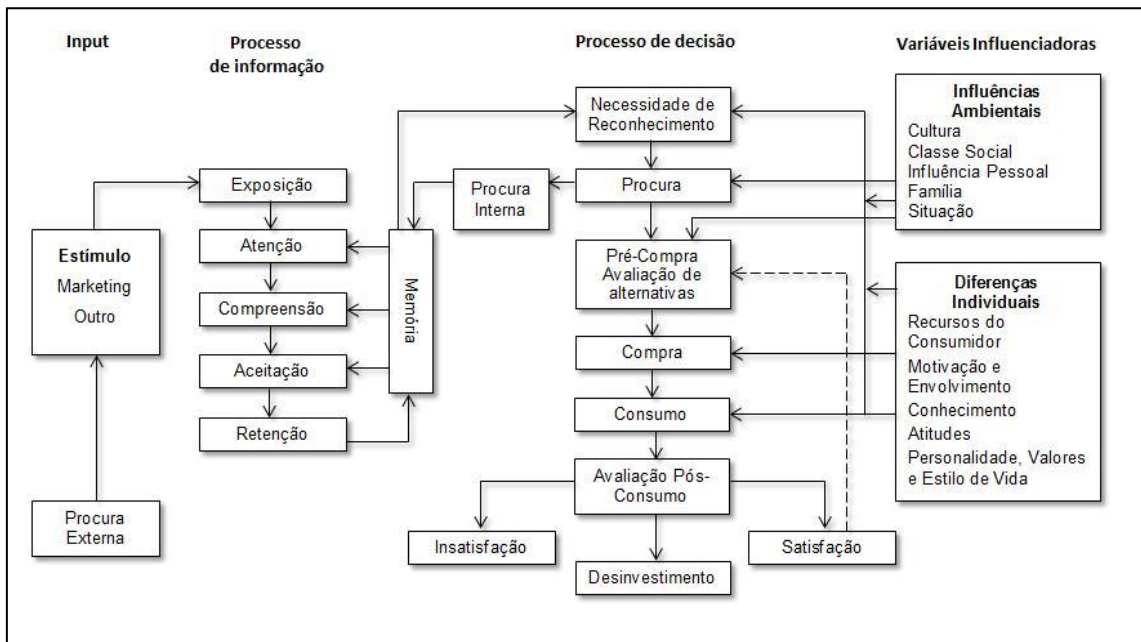 Input
Processo
de informação
Processo de decisão
Variáveis Influenciadoras
Estímulo
Marketing
Outro
Procura
Externa
Exposição
Atenção
Compreensão
Aceitação
Retenção
Memória
Procura
Interna
Necessidade de
Reconhecimento
Procura
Pré-Compra
Avaliação de
alternativas
Compra
Consumo
Avaliação Pós-
Consumo
Insatisfação
Satisfação
Desinvestimento
Influências
Ambientais
Cultura
Classe Social
Influência Pessoal
Família
Situação
Diferenças
Individuais
Recursos do
Consumidor
Motivação e
Envolvimento
Conhecimento
Atitudes
Personalidade, Valores
e Estilo de Vida